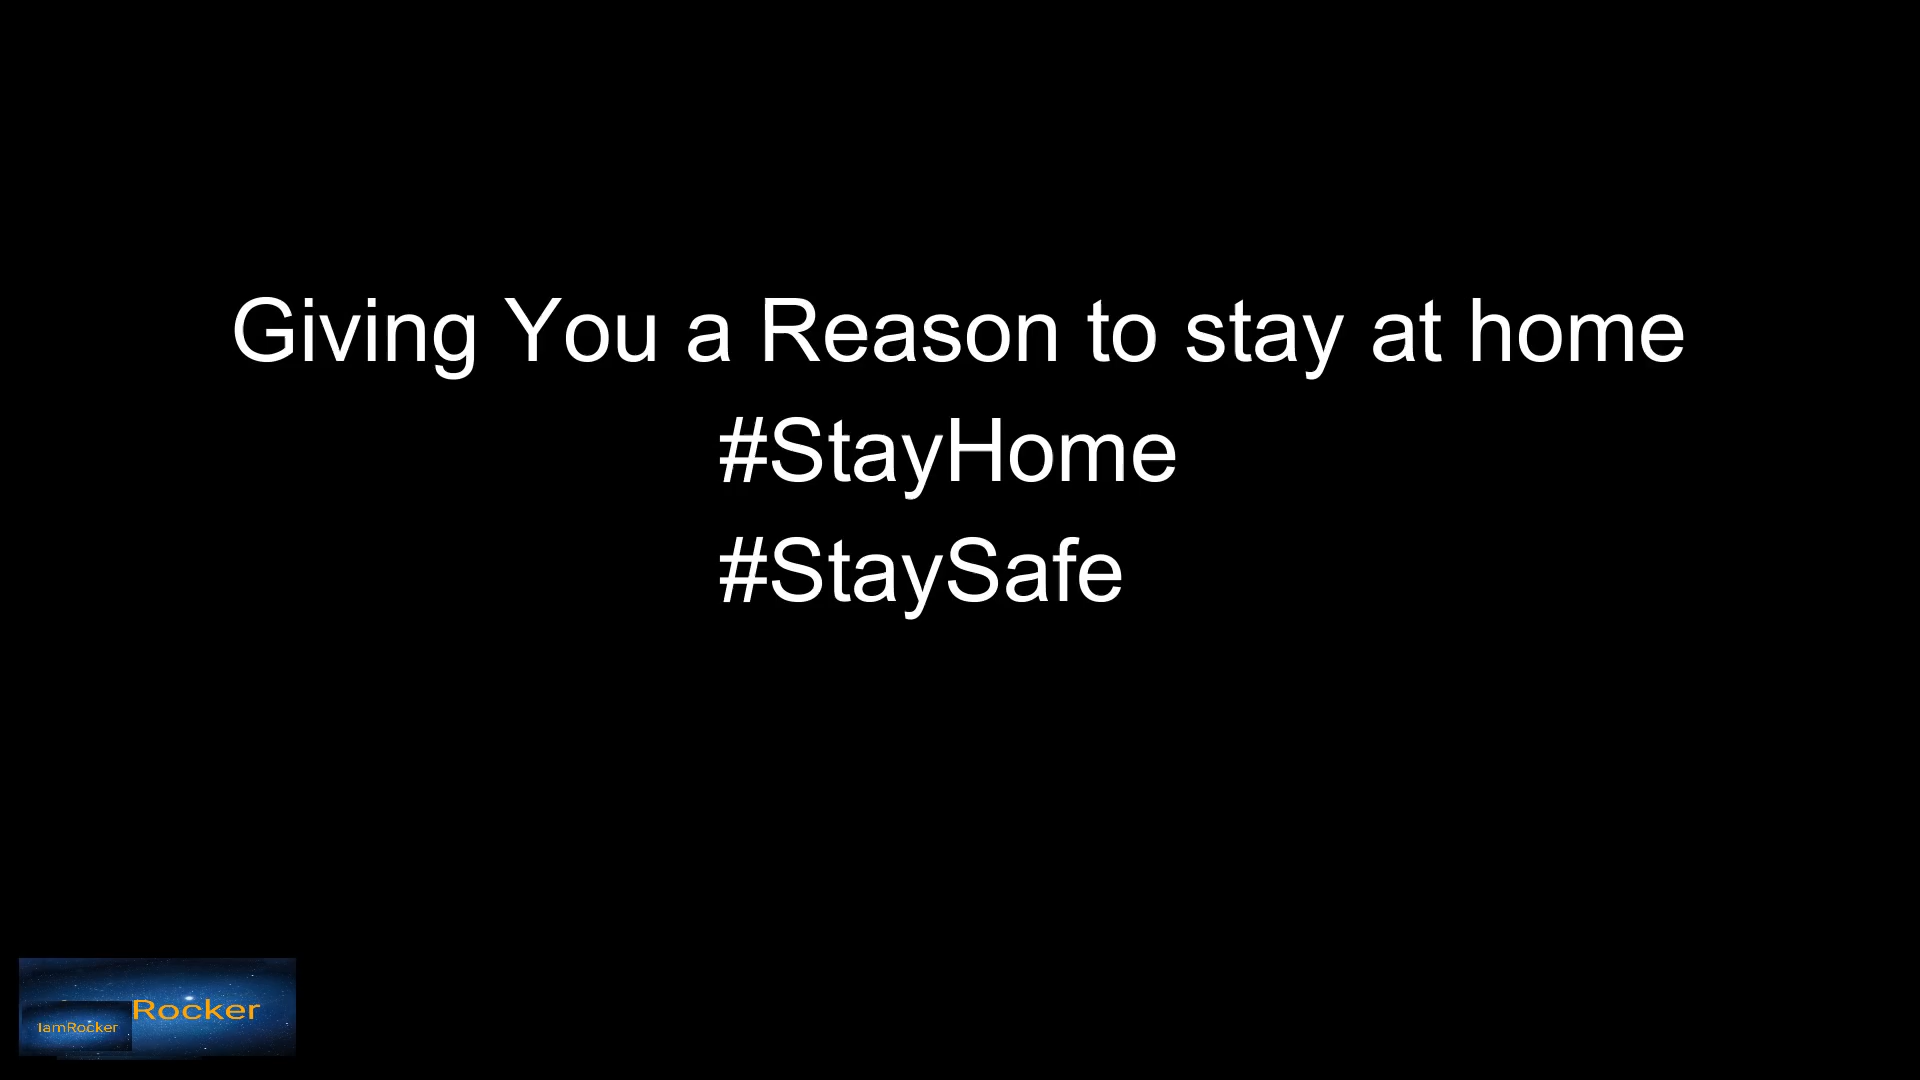 Giving You a Reason to stay at home
#StayHome
#StaySafe
Rocker
IamRocker